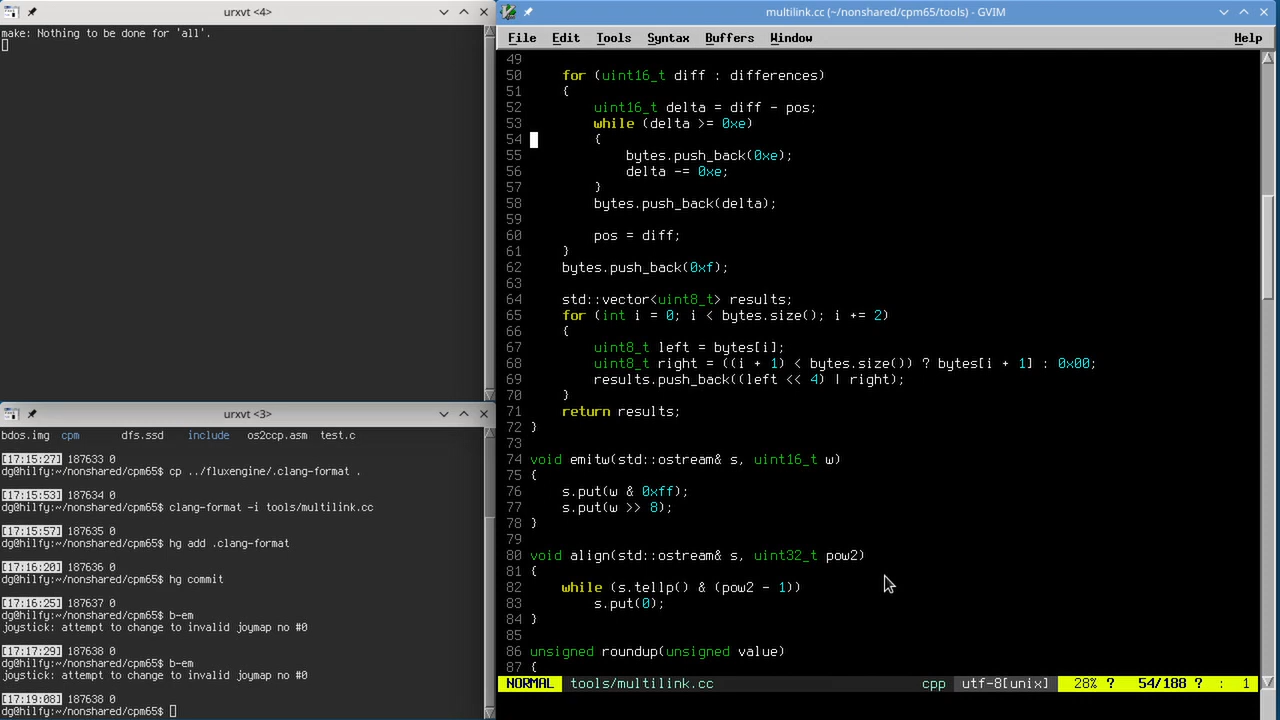 urxvt <4>
make: Nothing to be done for 'all'.
urxvt <3>
bdos.img cpm dfs.ssd include os2ccp.asm test.c
[17:15:27] 187633 0
dg@hilfy:~/nonshared/cpm65$ cp ../fluxengine/.clang-format .
[17:15:53] 187634 0
dg@hilfy:~/nonshared/cpm65$ clang-format -i tools/multilink.cc
[17:15:57] 187635 0
dg@hilfy:~/nonshared/cpm65$ hg add .clang-format
[17:16:20] 187636 0
dg@hilfy:~/nonshared/cpm65$ hg commit
[17:16:25] 187637 0
dg@hilfy:~/nonshared/cpm65$ b-em
joystick: attempt to change to invalid joymap no #0
[17:17:29] 187638 0
dg@hilfy:~/nonshared/cpm65$ b-em
joystick: attempt to change to invalid joymap no #0
[17:19:08] 187638 0
dg@hilfy:~/nonshared/cpm65$
multilink.cc (~/nonshared/cpm65/tools) - GVIM
File Edit Tools Syntax Buffers Window Help
49
50     for (uint16_t diff : differences)
51     {
52         uint16_t delta = diff - pos;
53         while (delta >= 0xe)
54         {
55             bytes.push_back(0xe);
56             delta -= 0xe;
57         }
58         bytes.push_back(delta);
59
60         pos = diff;
61     }
62     bytes.push_back(0xf);
63
64     std::vector<uint8_t> results;
65     for (int i = 0; i < bytes.size(); i += 2)
66     {
67         uint8_t left = bytes[i];
68         uint8_t right = ((i + 1) < bytes.size()) ? bytes[i + 1] : 0x00;
69         results.push_back((left << 4) | right);
70     }
71     return results;
72 }
73
74 void emitw(std::ostream& s, uint16_t w)
75 {
76     s.put(w & 0xff);
77     s.put(w >> 8);
78 }
79
80 void align(std::ostream& s, uint32_t pow2)
81 {
82     while (s.tellp() & (pow2 - 1))
83         s.put(0);
84 }
85
86 unsigned roundup(unsigned value)
87 {
NORMAL tools/multilink.cc cpp utf-8[unix] 28% ? 54/188 ? : 1